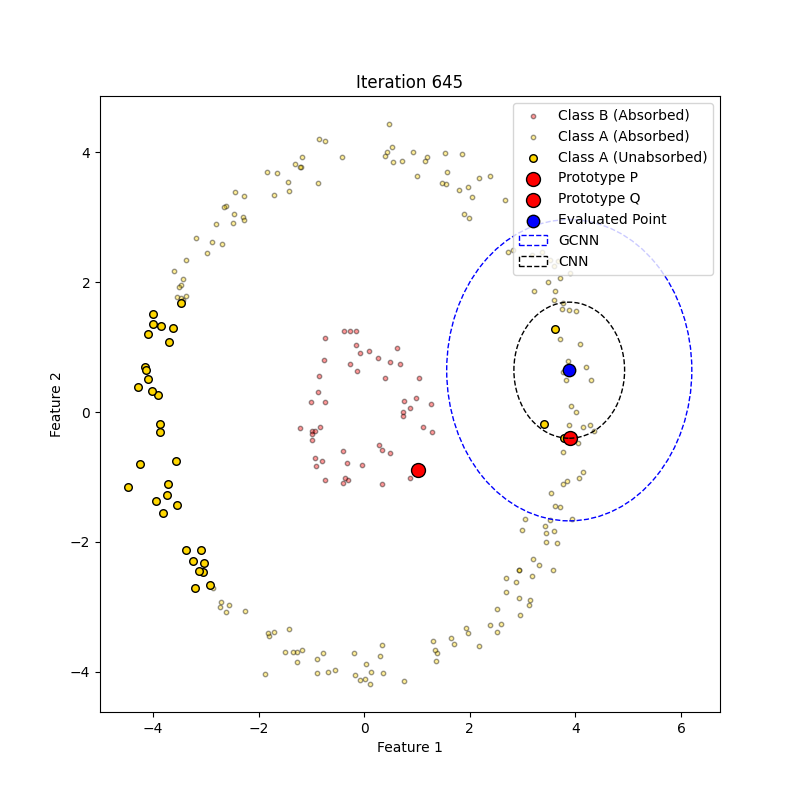 Iteration 645
Class B (Absorbed)
Class A (Absorbed)
Class A (Unabsorbed)
Prototype P
Prototype Q
Evaluated Point
GCNN
CNN
4
2
0
−2
−4
Feature 2
−4
−2
0
2
4
6
Feature 1